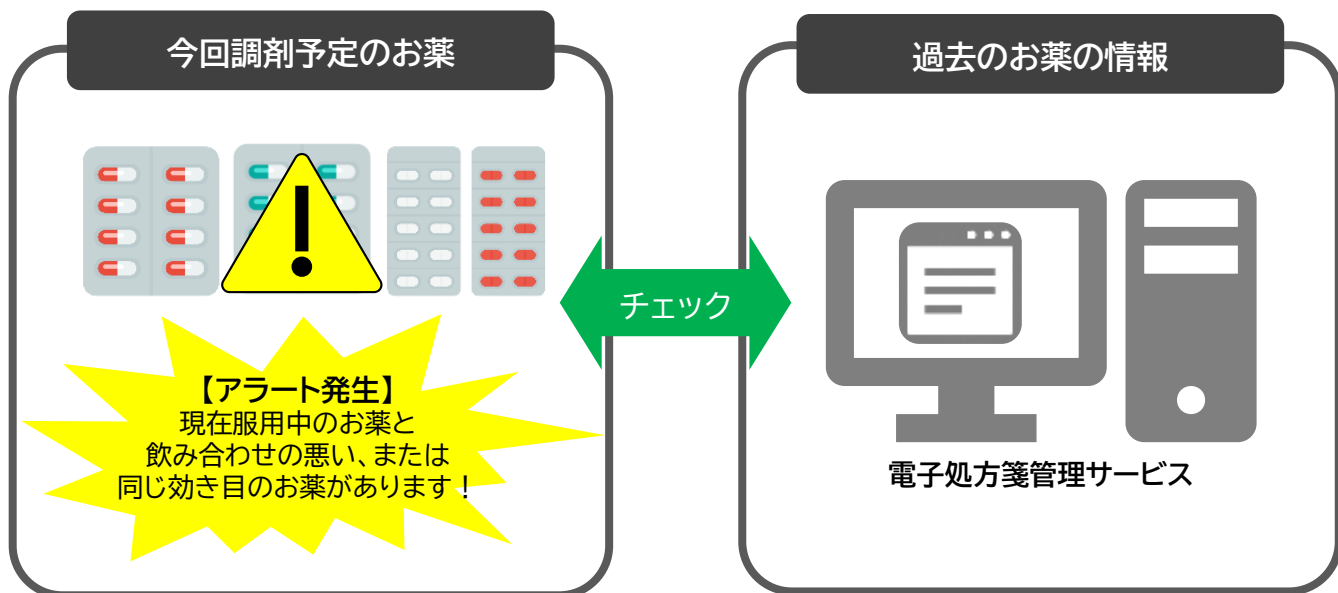 今回調剤予定のお薬
過去のお薬の情報
チェック
【アラート発生】
現在服用中のお薬と
飲み合わせの悪い、または
同じ効き目のお薬があります！
電子処方箋管理サービス